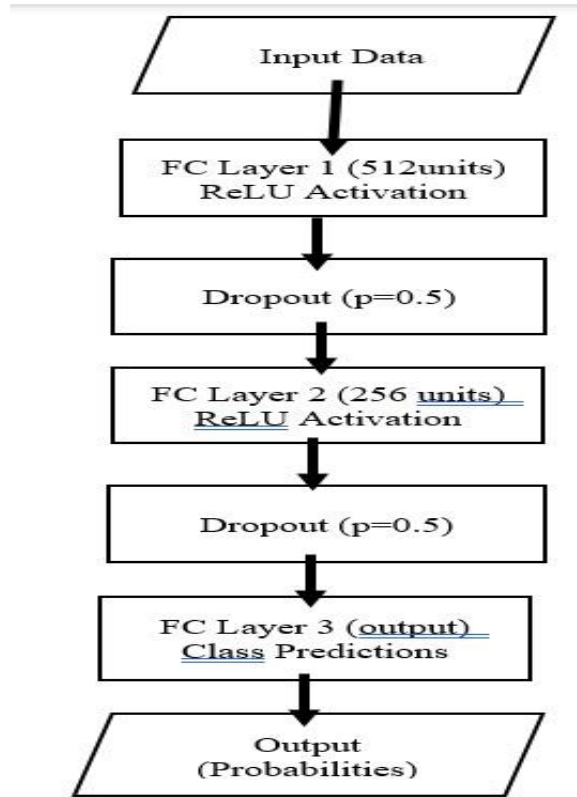 Input Data
FC Layer 1 (512units)
ReLU Activation
Dropout (p=0.5)
FC Layer 2 (256 units)
ReLU Activation
Dropout (p=0.5)
FC Layer 3 (output)
Class Predictions
Output
(Probabilities)